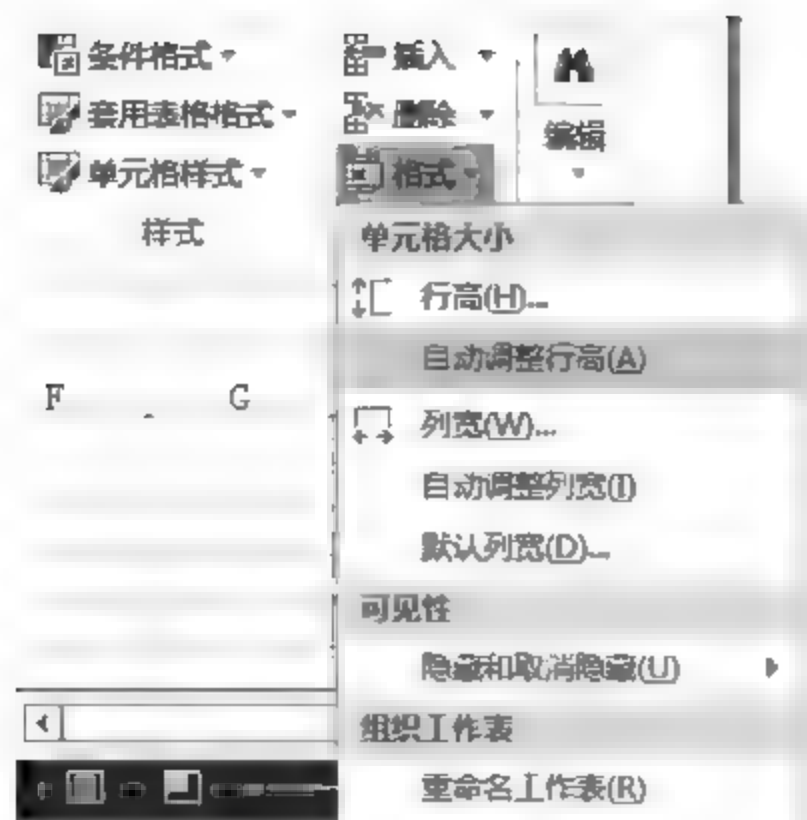 条件格式
套用表格格式
单元格样式
样式
插入
删除
格式
编辑
单元格大小
行高(H)...
自动调整行高(A)
列宽(W)...
自动调整列宽(I)
默认列宽(D)...
可见性
隐藏和取消隐藏(U)
组织工作表
重命名工作表(R)
F G